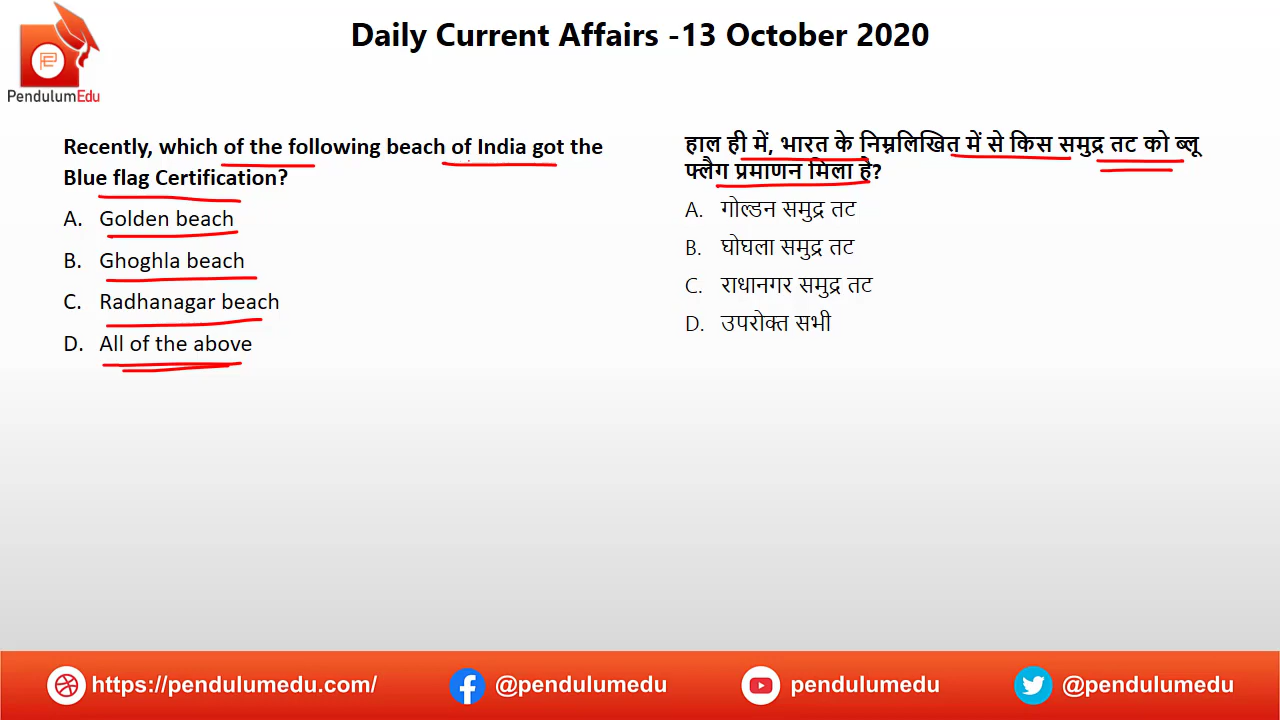 Daily Current Affairs -13 October 2020
PendulumEdu
Recently, which of the following beach of India got the
Blue flag Certification?
A. Golden beach
B. Ghoghla beach
C. Radhanagar beach
D. All of the above
हाल ही में, भारत के निम्नलिखित में से किस समुद्र तट को ब्लू
फ्लैग प्रमाणन मिला है?
A. गोल्डन समुद्र तट
B. घोघला समुद्र तट
C. राधानगर समुद्र तट
D. उपरोक्त सभी
https://pendulumedu.com/ @pendulumedu pendulumedu @pendulumedu